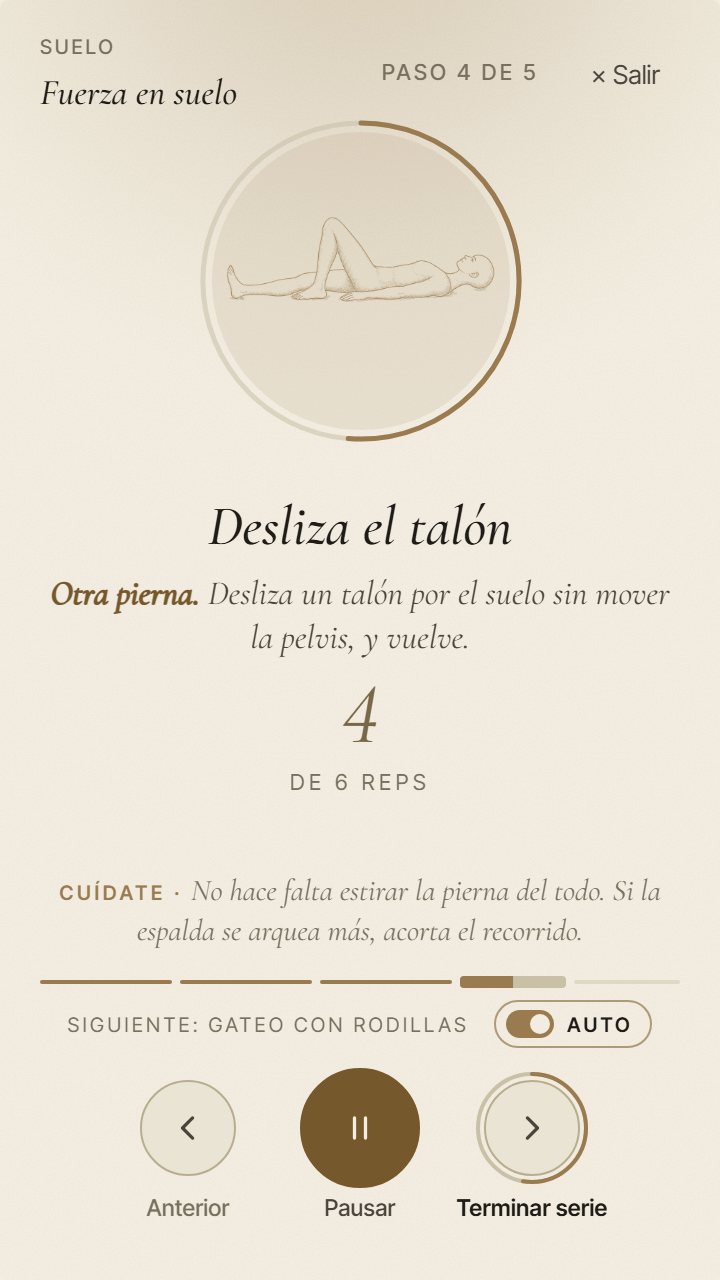 SUELO
Fuerza en suelo
PASO 4 DE 5
× Salir
Desliza el talón
Otra pierna. Desliza un talón por el suelo sin mover
la pelvis, y vuelve.
4
DE 6 REPS
CUÍDATE · No hace falta estirar la pierna del todo. Si la
espalda se arquea más, acorta el recorrido.
SIGUIENTE: GATEO CON RODILLAS
AUTO
Anterior
Pausar
Terminar serie